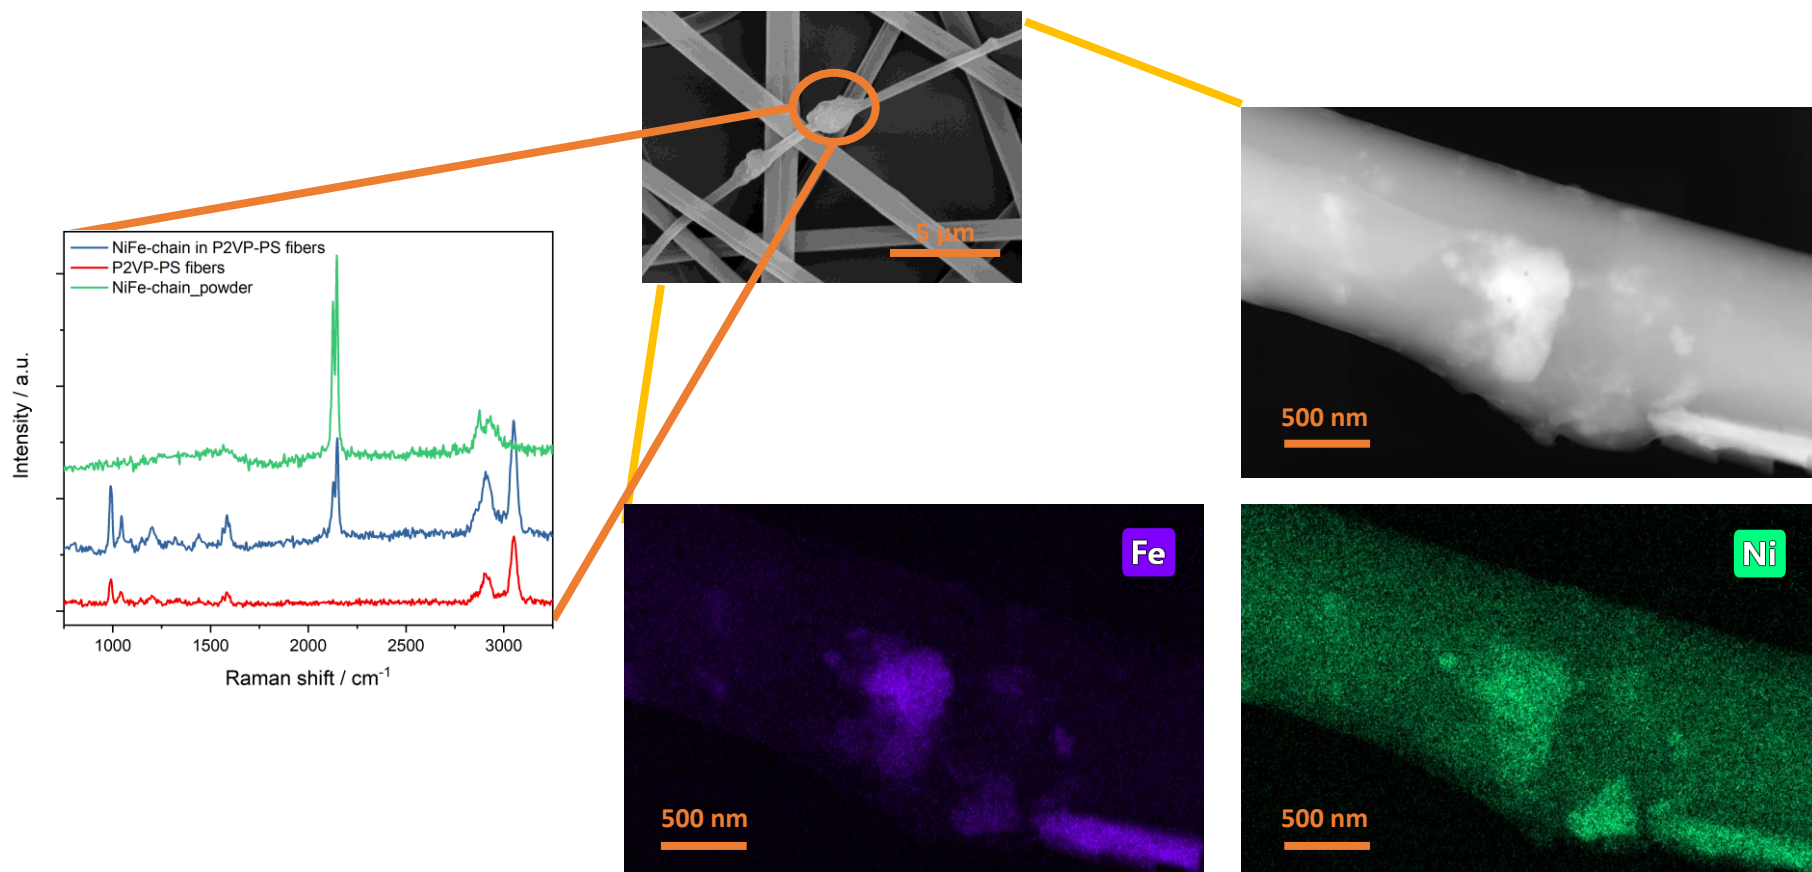 5 µm
NiFe-chain in P2VP-PS fibers
P2VP-PS fibers
NiFe-chain_powder
Intensity / a.u.
1000 1500 2000 2500 3000
Raman shift / cm⁻¹
500 nm
Fe
500 nm
Ni
500 nm